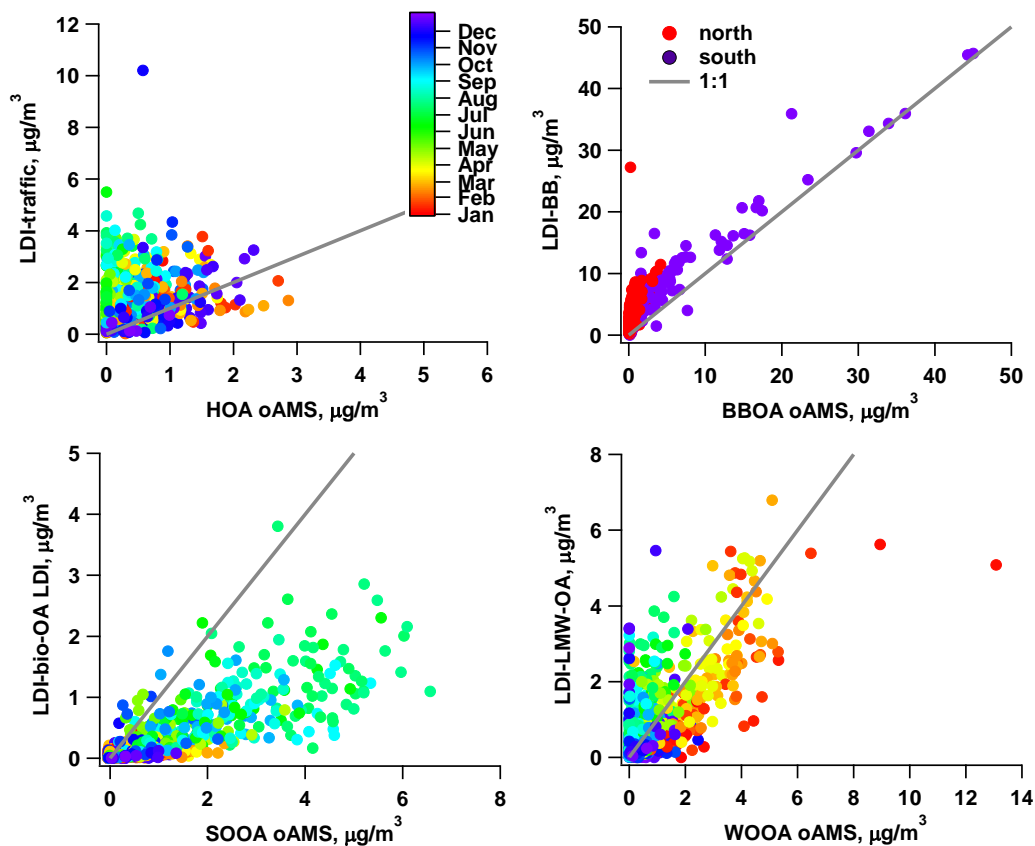 12
10
8
6
4
2
0
LDI-traffic, μg/m³
0 1 2 3 4 5 6
HOA oAMS, μg/m³
Dec
Nov
Oct
Sep
Aug
Jul
Jun
May
Apr
Mar
Feb
Jan
50
40
30
20
10
0
LDI-BB, μg/m³
north
south
1:1
0 10 20 30 40 50
BBOA oAMS, μg/m³
5
4
3
2
1
0
LDI-bio-OA LDI, μg/m³
0 2 4 6 8
SOOA oAMS, μg/m³
8
6
4
2
0
LDI-LMW-OA, μg/m³
0 2 4 6 8 10 12 14
WOOA oAMS, μg/m³